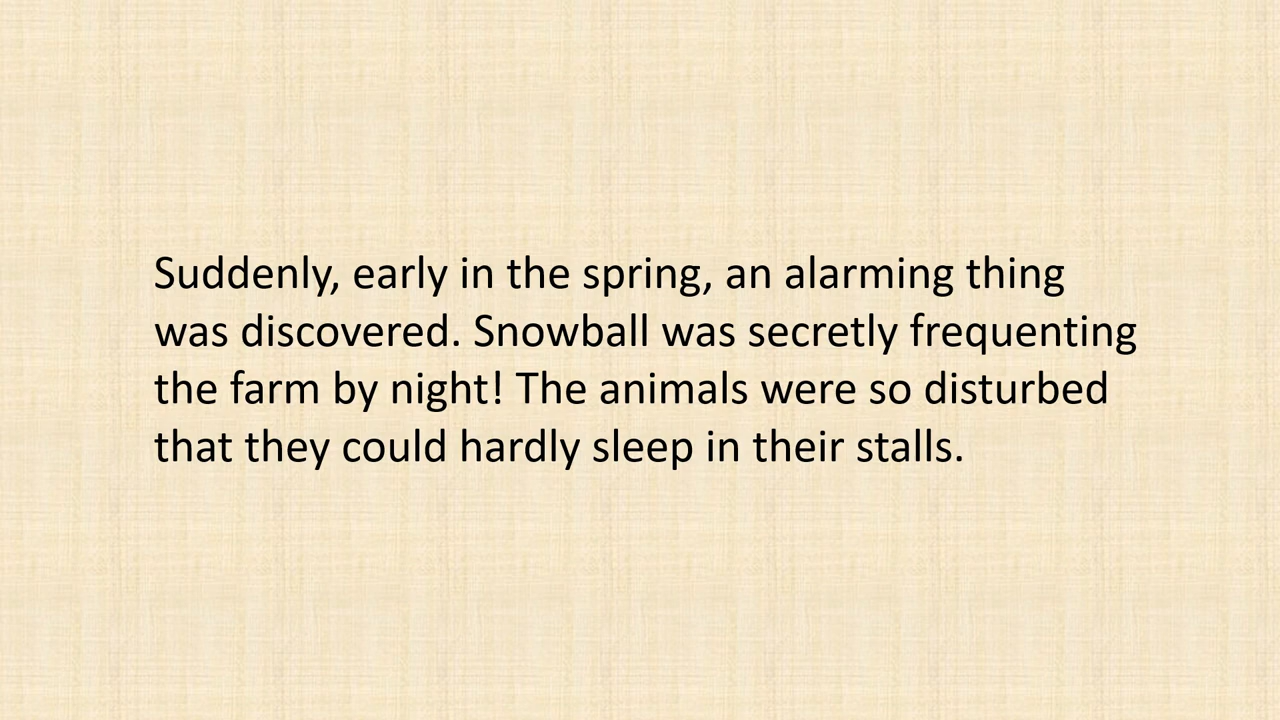 Suddenly, early in the spring, an alarming thing
was discovered. Snowball was secretly frequenting
the farm by night! The animals were so disturbed
that they could hardly sleep in their stalls.